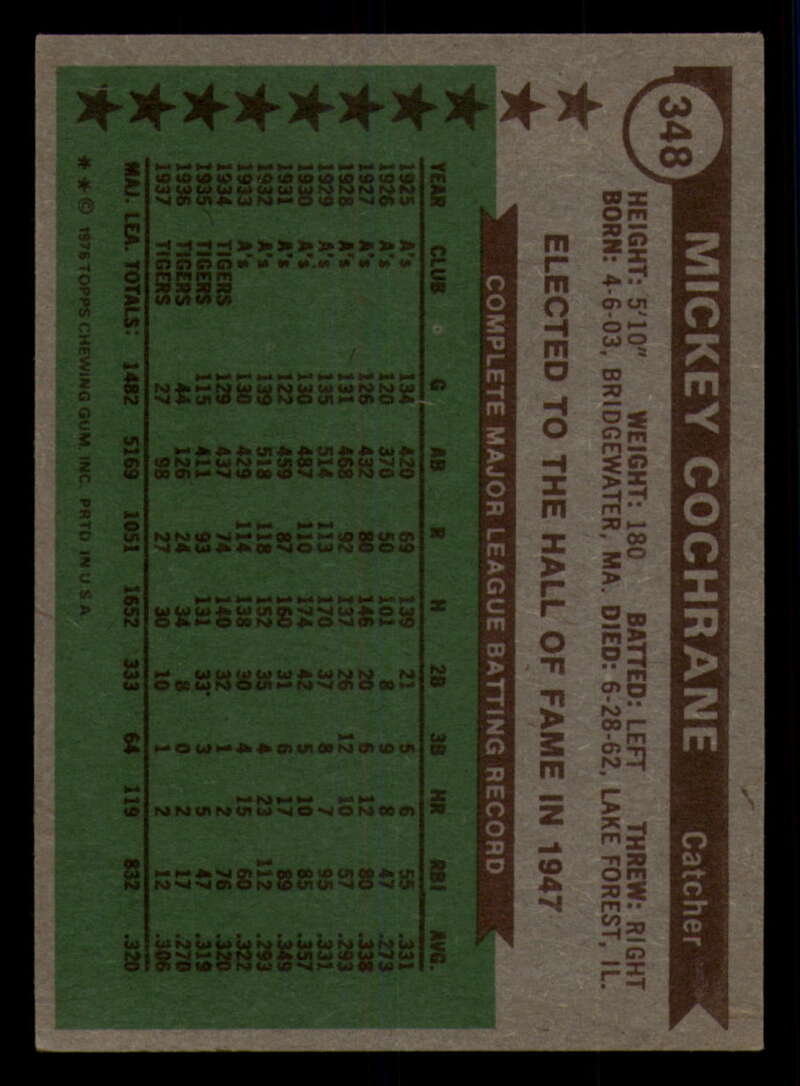 348
MICKEY COCHRANE Catcher
HEIGHT: 5'10" WEIGHT: 180 BATTED: LEFT THREW: RIGHT
BORN: 4-6-03, BRIDGEWATER, MA. DIED: 6-28-62, LAKE FOREST, IL.
ELECTED TO THE HALL OF FAME IN 1947
COMPLETE MAJOR LEAGUE BATTING RECORD
YEAR CLUB G AB R H 2B 3B HR RBI AVG.
1925 A's 134 420 69 139 21 5 6 55 .331
1926 A's 120 370 50 101 8 9 8 47 .273
1927 A's 126 432 80 146 20 6 12 80 .338
1928 A's 131 468 92 137 26 12 10 57 .293
1929 A's 135 514 113 170 37 8 7 95 .331
1930 A's 130 487 110 174 42 5 10 85 .357
1931 A's 122 459 87 160 31 6 17 89 .349
1932 A's 139 518 118 152 35 4 23 112 .293
1933 A's 130 429 114 138 30 4 15 60 .322
1934 TIGERS 129 437 74 140 32 1 2 76 .320
1935 TIGERS 115 411 93 131 33 3 5 47 .319
1936 TIGERS 44 126 24 34 8 0 2 17 .270
1937 TIGERS 27 98 27 30 10 1 2 12 .306
MAJ. LEA. TOTALS: 1482 5169 1051 1652 333 64 119 832 .320
* * © 1976 TOPPS CHEWING GUM, INC. PRTD. IN U.S.A.